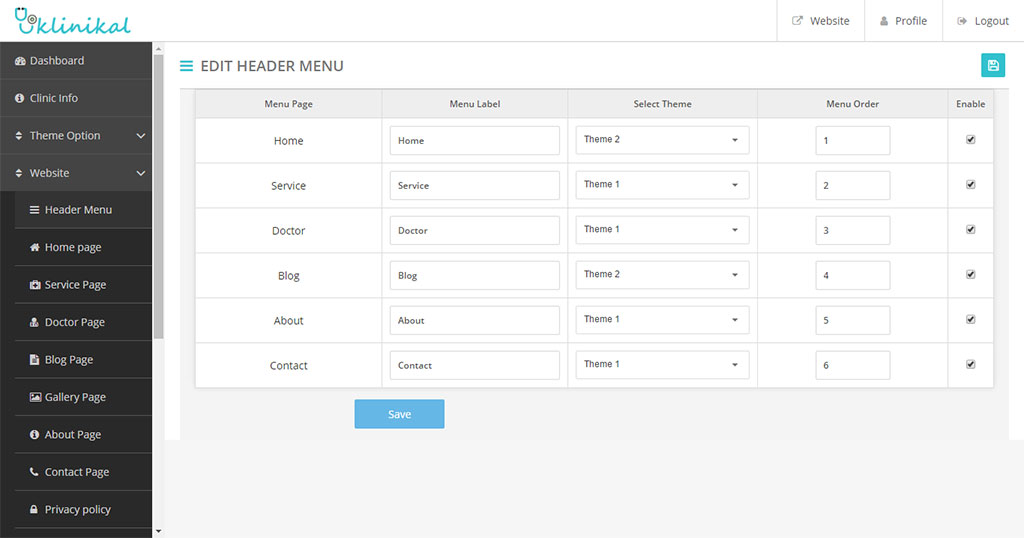 klinikal
Website
Profile
Logout
Dashboard
Clinic Info
Theme Option
Website
Header Menu
Home page
Service Page
Doctor Page
Blog Page
Gallery Page
About Page
Contact Page
Privacy policy
EDIT HEADER MENU
Menu Page Menu Label Select Theme Menu Order Enable
Home Home Theme 2 1
Service Service Theme 1 2
Doctor Doctor Theme 1 3
Blog Blog Theme 2 4
About About Theme 1 5
Contact Contact Theme 1 6
Save